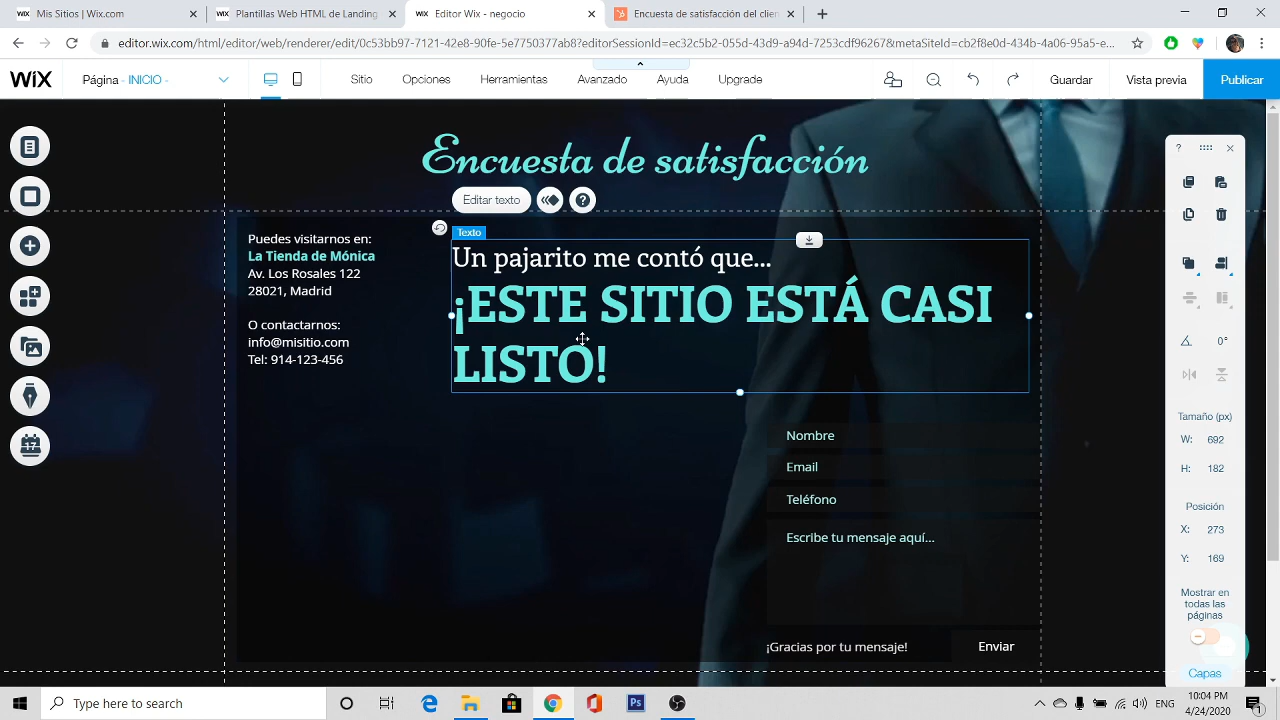 Mis Sitios | Wix.com
Plantillas Web HTML de Landing
Editor Wix - negocio
Encuesta de satisfacción del clien
editor.wix.com/html/editor/web/renderer/edit/0c53bb97-7121-42ec-90fe-5e7750377ab8?editorSessionId=ec32c5b2-055d-4d39-a94d-7253cdf96267&metaSiteId=cb2f8e0d-434b-4a06-95a5-e...
WiX
Página - INICIO -
Sitio
Opciones
Herramientas
Avanzado
Ayuda
Upgrade
Guardar
Vista previa
Publicar
Encuesta de satisfacción
Editar texto
?
Texto
Puedes visitarnos en:
La Tienda de Mónica
Av. Los Rosales 122
28021, Madrid
O contactarnos:
info@misitio.com
Tel: 914-123-456
Un pajarito me contó que...
¡ESTE SITIO ESTÁ CASI
LISTO!
Nombre
Email
Teléfono
Escribe tu mensaje aquí...
¡Gracias por tu mensaje!
Enviar
17
?
0°
Tamaño (px)
W: 692
H: 182
Posición
X: 273
Y: 169
Mostrar en
todas las
páginas
Capas
Type here to search
Ps
ENG
10:04 PM
4/24/2020
1